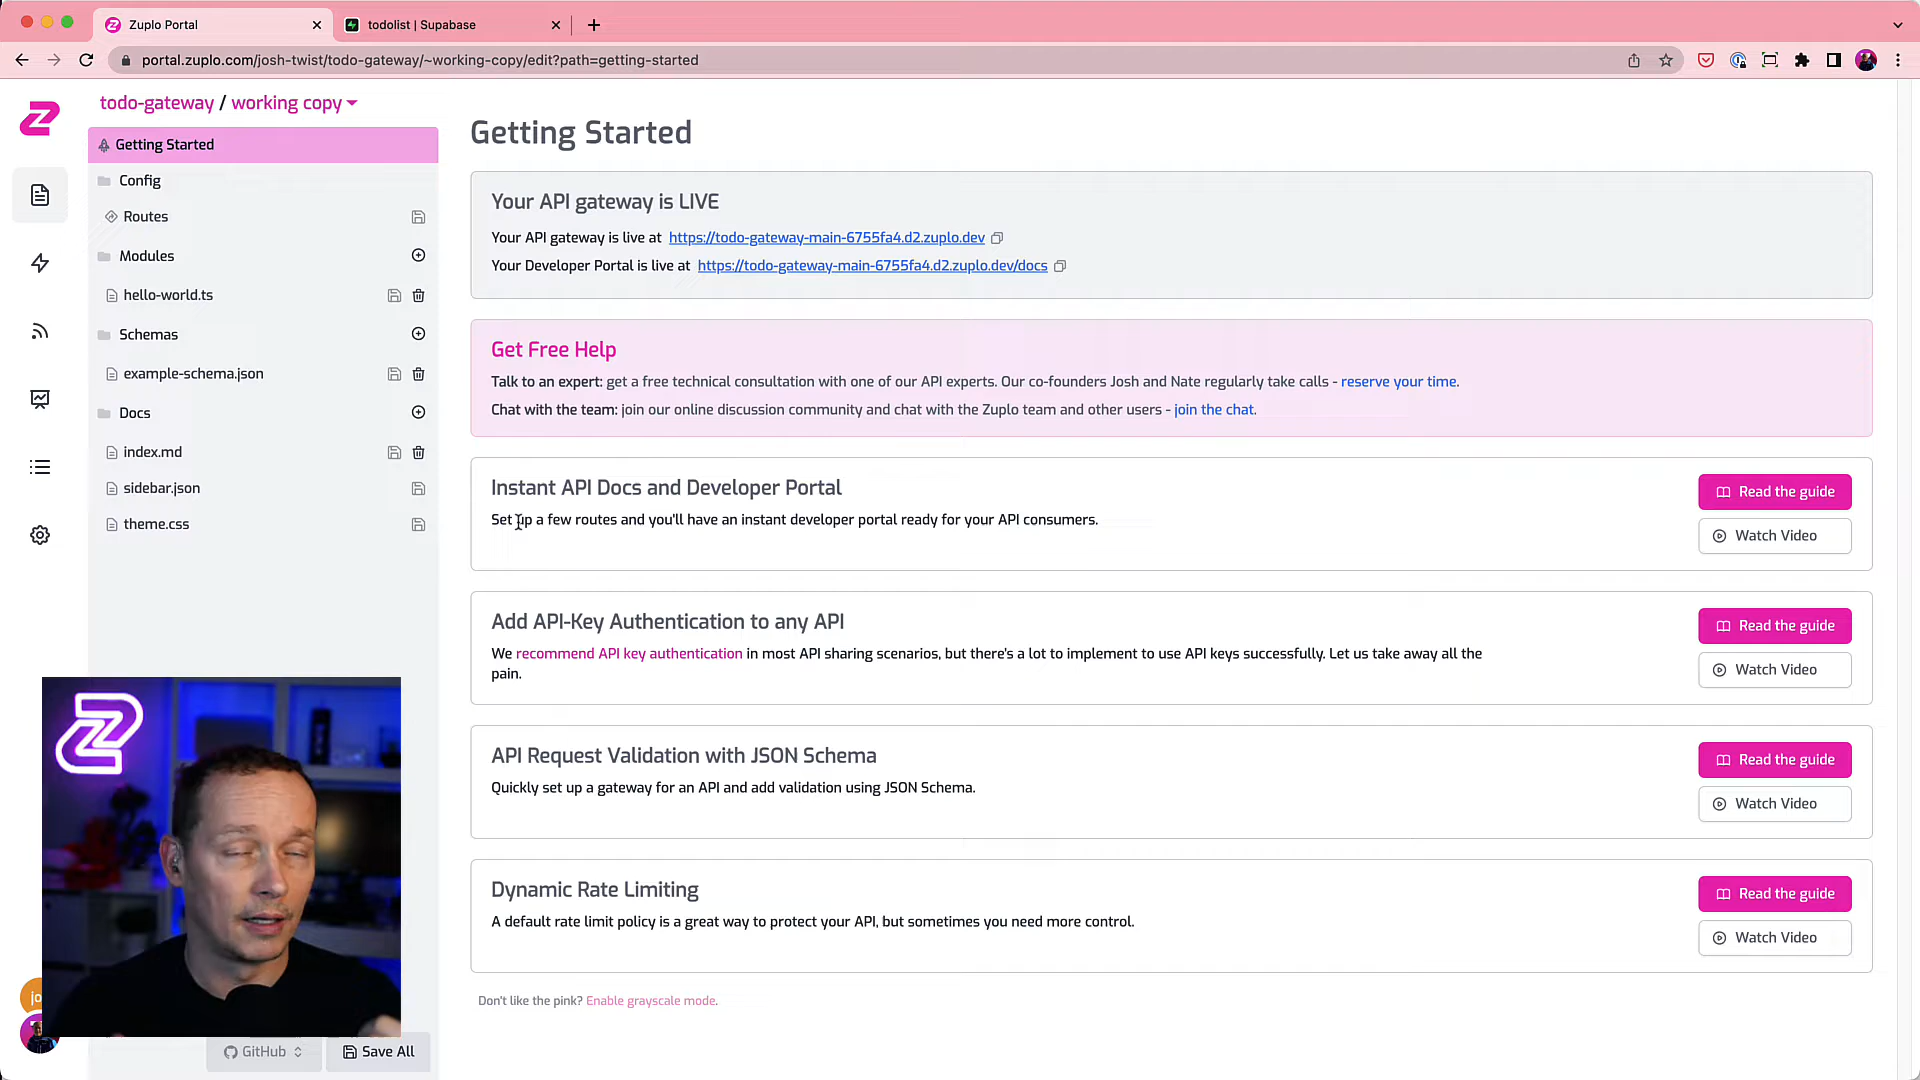 Zuplo Portal
todolist | Supabase
portal.zuplo.com/josh-twist/todo-gateway/~working-copy/edit?path=getting-started
todo-gateway / working copy
Getting Started
Config
Routes
Modules
hello-world.ts
Schemas
example-schema.json
Docs
index.md
sidebar.json
theme.css
jo
GitHub
Save All
Getting Started
Your API gateway is LIVE
Your API gateway is live at https://todo-gateway-main-6755fa4.d2.zuplo.dev
Your Developer Portal is live at https://todo-gateway-main-6755fa4.d2.zuplo.dev/docs
Get Free Help
Talk to an expert: get a free technical consultation with one of our API experts. Our co-founders Josh and Nate regularly take calls - reserve your time.
Chat with the team: join our online discussion community and chat with the Zuplo team and other users - join the chat.
Instant API Docs and Developer Portal
Set up a few routes and you'll have an instant developer portal ready for your API consumers.
Read the guide
Watch Video
Add API-Key Authentication to any API
We recommend API key authentication in most API sharing scenarios, but there's a lot to implement to use API keys successfully. Let us take away all the
pain.
Read the guide
Watch Video
API Request Validation with JSON Schema
Quickly set up a gateway for an API and add validation using JSON Schema.
Read the guide
Watch Video
Dynamic Rate Limiting
A default rate limit policy is a great way to protect your API, but sometimes you need more control.
Read the guide
Watch Video
Don't like the pink? Enable grayscale mode.